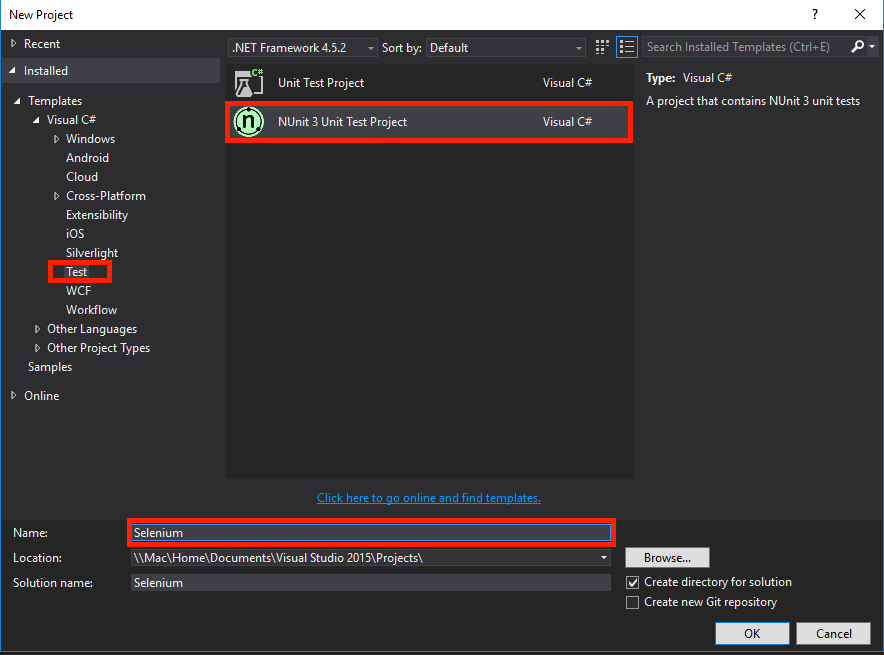 New Project
?
Recent
Installed
Templates
Visual C#
Windows
Android
Cloud
Cross-Platform
Extensibility
iOS
Silverlight
Test
WCF
Workflow
Other Languages
Other Project Types
Samples
Online
.NET Framework 4.5.2 Sort by: Default
Search Installed Templates (Ctrl+E)
C#
Unit Test Project Visual C#
n NUnit 3 Unit Test Project Visual C#
Type: Visual C#
A project that contains NUnit 3 unit tests
Click here to go online and find templates.
Name: Selenium
Location: \\Mac\Home\Documents\Visual Studio 2015\Projects\ Browse...
Solution name: Selenium
Create directory for solution
Create new Git repository
OK Cancel